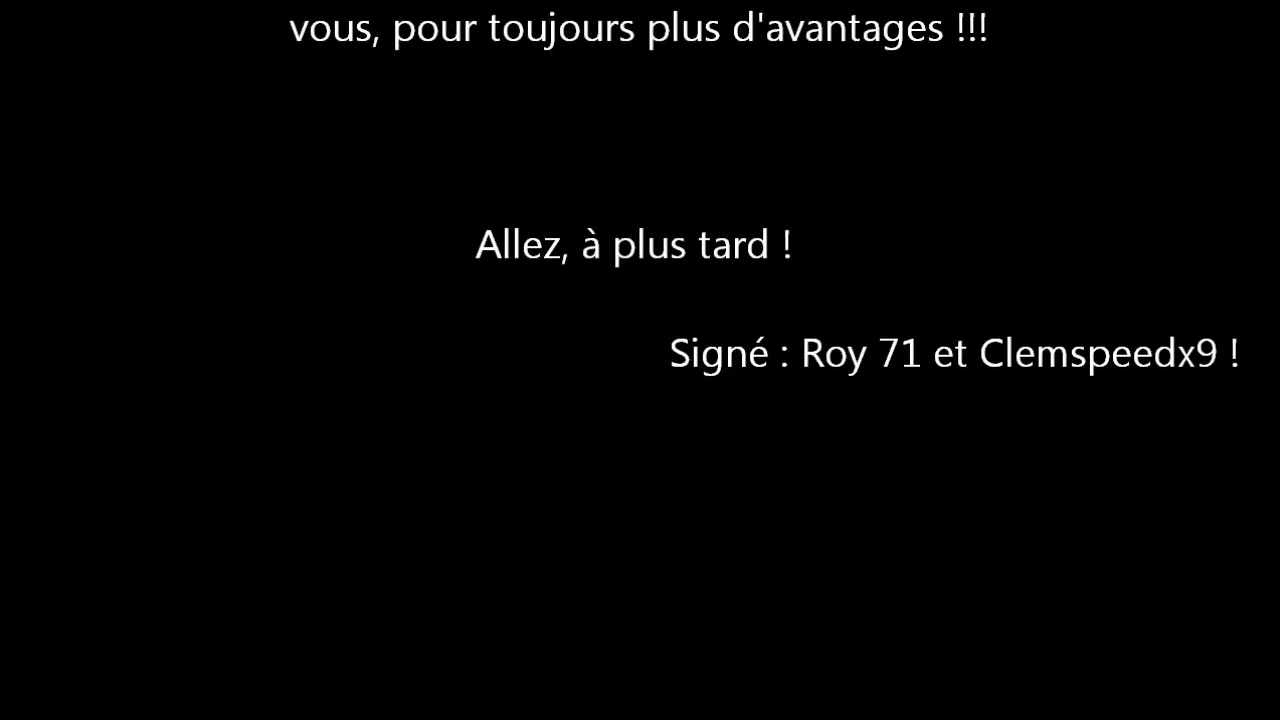 vous, pour toujours plus d'avantages !!!
Allez, à plus tard !
Signé : Roy 71 et Clemspeedx9 !